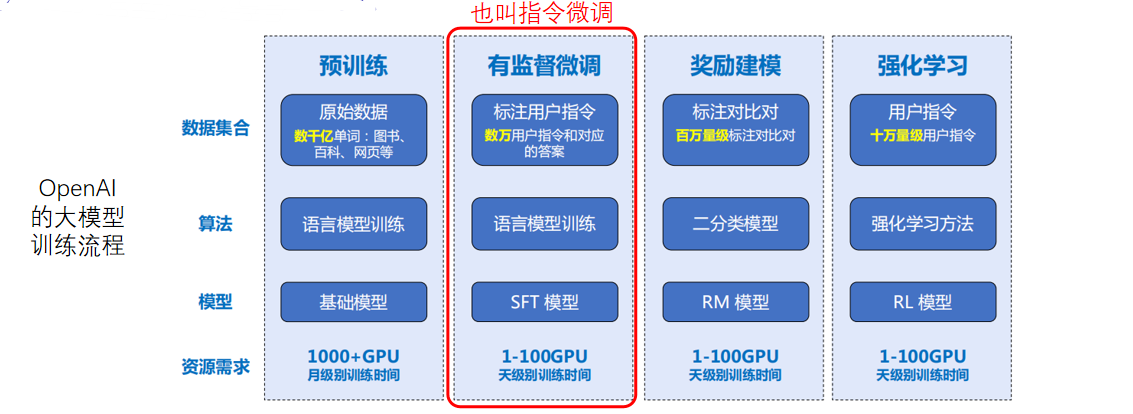 也叫指令微调
预训练
有监督微调
奖励建模
强化学习
数据集合
原始数据
数千亿单词：图书、
百科、网页等
标注用户指令
数万用户指令和对应
的答案
标注对比对
百万量级标注对比对
用户指令
十万量级用户指令
OpenAI
的大模型
训练流程
算法
语言模型训练
语言模型训练
二分类模型
强化学习方法
模型
基础模型
SFT 模型
RM 模型
RL 模型
资源需求
1000+GPU
月级别训练时间
1-100GPU
天级别训练时间
1-100GPU
天级别训练时间
1-100GPU
天级别训练时间